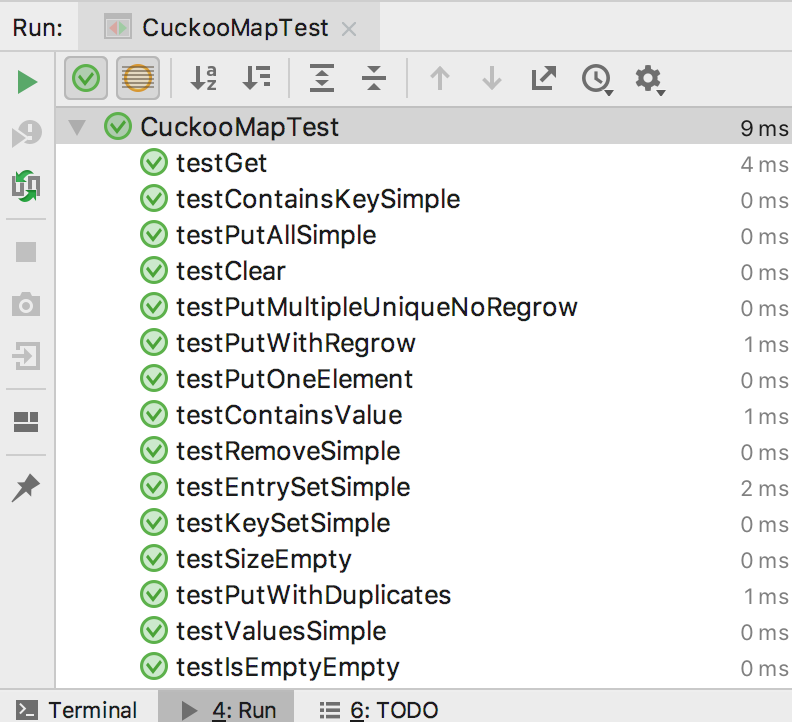 Run: CuckooMapTest
CuckooMapTest 9 ms
testGet 4 ms
testContainsKeySimple 0 ms
testPutAllSimple 0 ms
testClear 0 ms
testPutMultipleUniqueNoRegrow 0 ms
testPutWithRegrow 1 ms
testPutOneElement 0 ms
testContainsValue 1 ms
testRemoveSimple 0 ms
testEntrySetSimple 2 ms
testKeySetSimple 0 ms
testSizeEmpty 0 ms
testPutWithDuplicates 1 ms
testValuesSimple 0 ms
testIsEmptyEmpty 0 ms
Terminal 4: Run 6: TODO